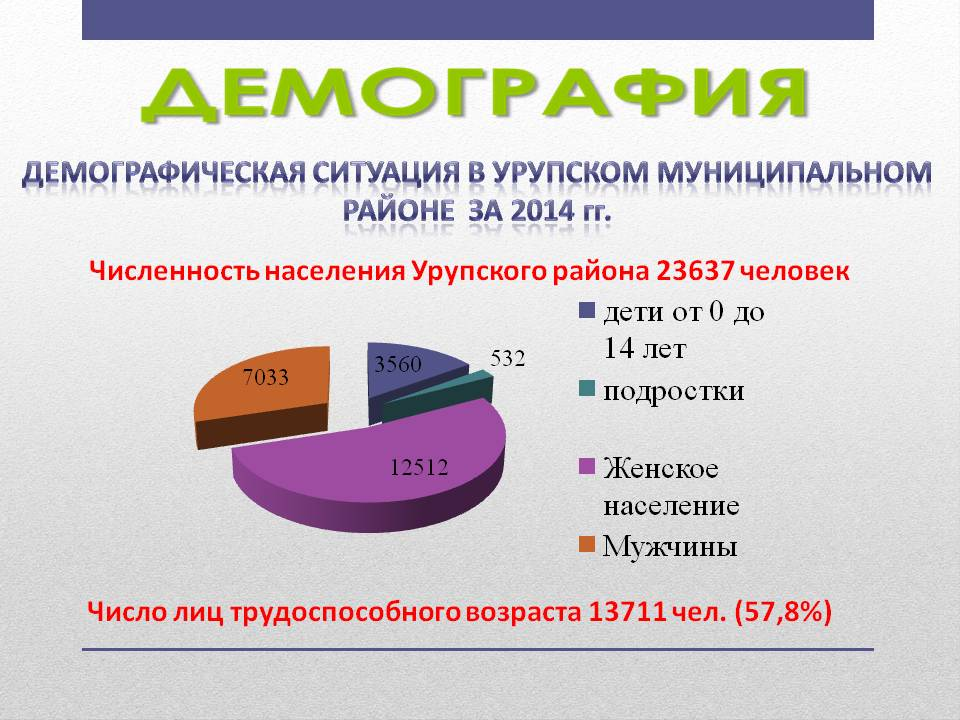 ДЕМОГРАФИЯ
ДЕМОГРАФИЧЕСКАЯ СИТУАЦИЯ В УРУПСКОМ МУНИЦИПАЛЬНОМ
РАЙОНЕ ЗА 2014 гг.
Численность населения Урупского района 23637 человек
7033
3560
532
12512
дети от 0 до
14 лет
подростки
Женское
население
Мужчины
Число лиц трудоспособного возраста 13711 чел. (57,8%)